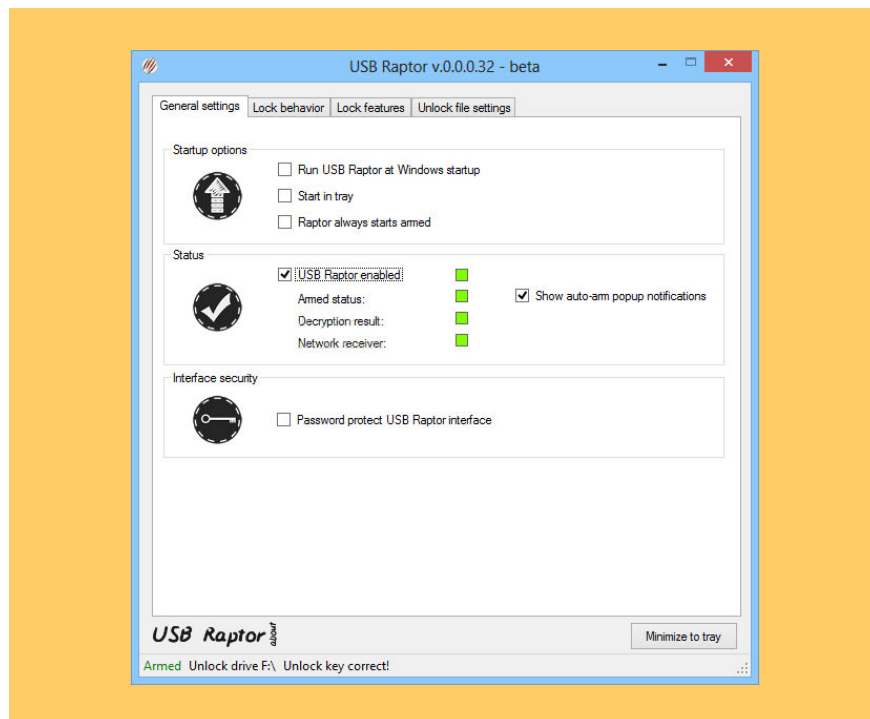 USB Raptor v.0.0.0.32 - beta
General settings Lock behavior Lock features Unlock file settings
Startup options
Run USB Raptor at Windows startup
Start in tray
Raptor always starts armed
Status
USB Raptor enabled
Armed status:
Show auto-arm popup notifications
Decryption result:
Network receiver:
Interface security
Password protect USB Raptor interface
USB Raptor about
Minimize to tray
Armed Unlock drive F:\ Unlock key correct!